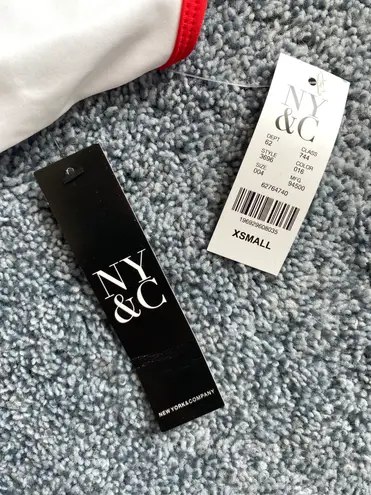 NY
&C
DEPT CLASS
62 744
STYLE COLOR
3696 016
SIZE MFG
004 94500
62764740
196929608035
XSMALL
NY
&C
NEW YORK&COMPANY